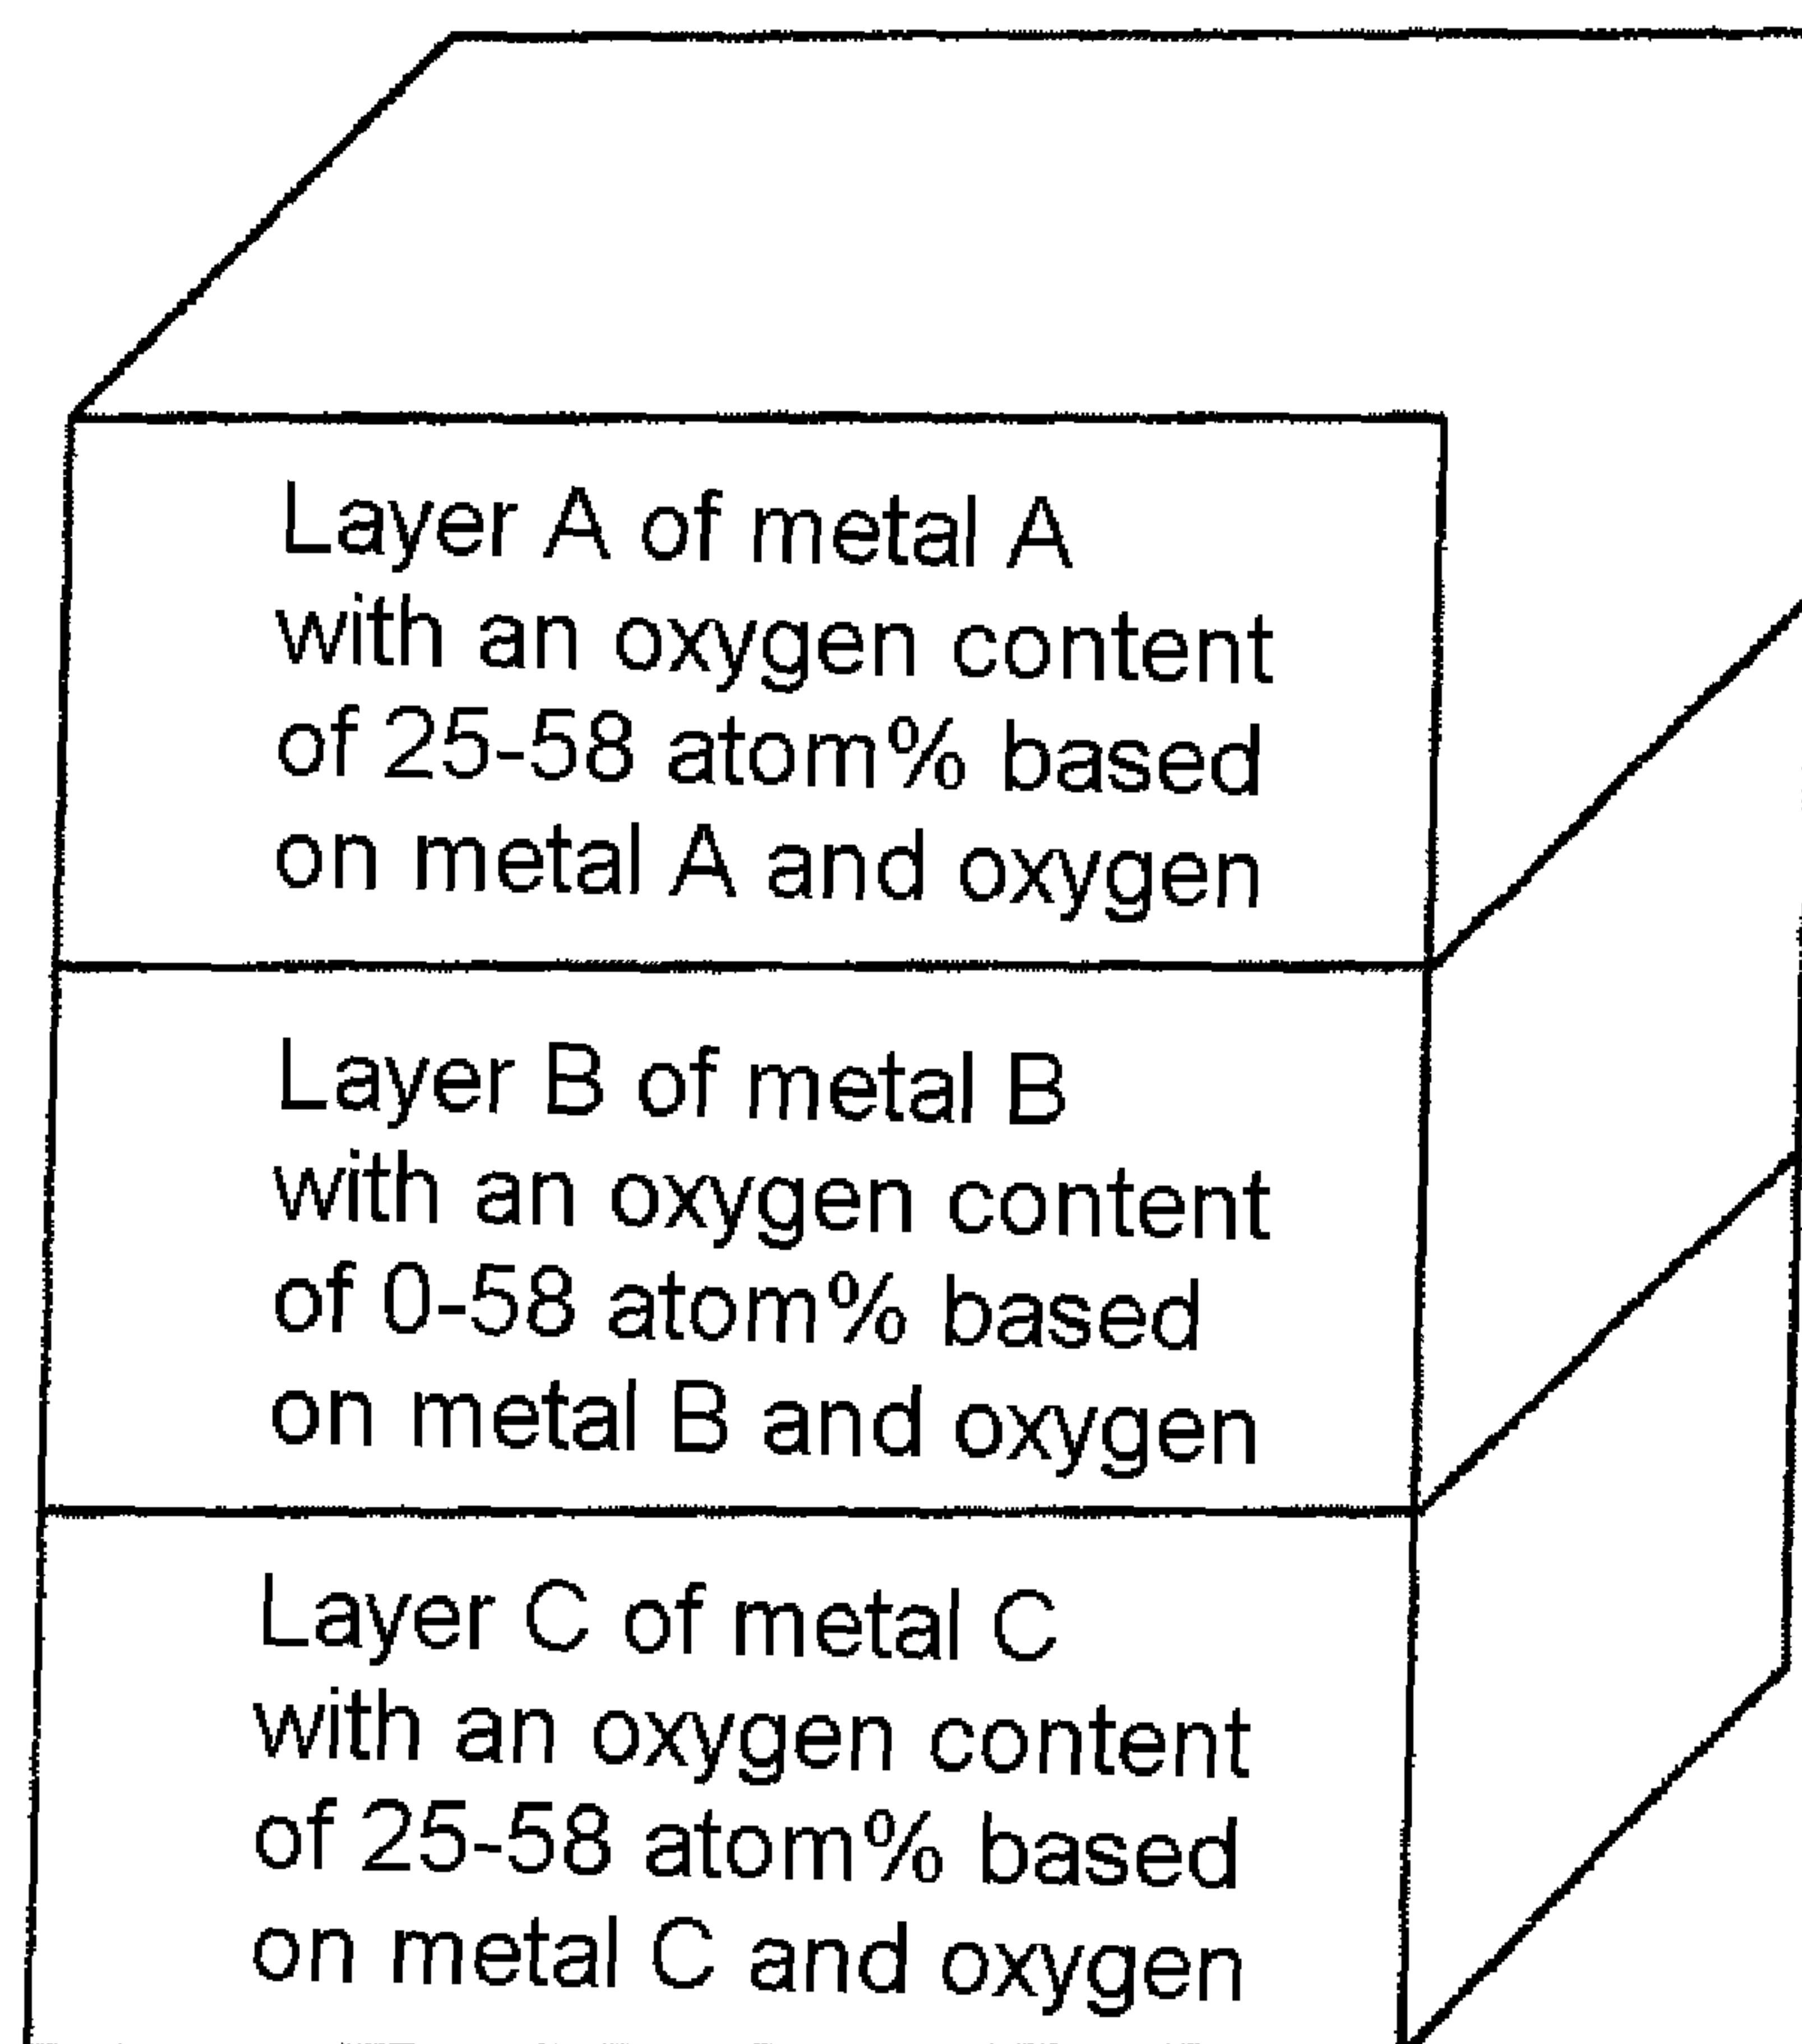 Layer A of metal A
with an oxygen content
of 25-58 atom% based
on metal A and oxygen
Layer B of metal B
with an oxygen content
of 0-58 atom% based
on metal B and oxygen
Layer C of metal C
with an oxygen content
of 25-58 atom% based
on metal C and oxygen